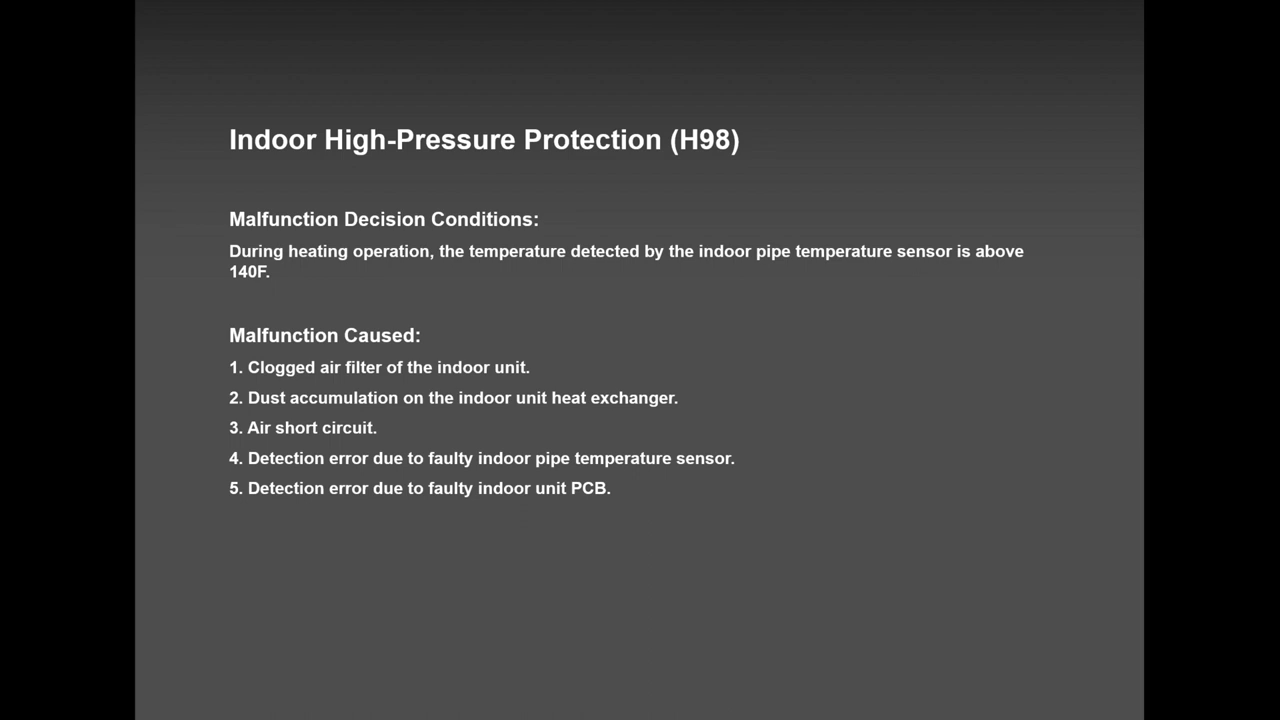 Indoor High-Pressure Protection (H98)
Malfunction Decision Conditions:
During heating operation, the temperature detected by the indoor pipe temperature sensor is above
140F.
Malfunction Caused:
1. Clogged air filter of the indoor unit.
2. Dust accumulation on the indoor unit heat exchanger.
3. Air short circuit.
4. Detection error due to faulty indoor pipe temperature sensor.
5. Detection error due to faulty indoor unit PCB.